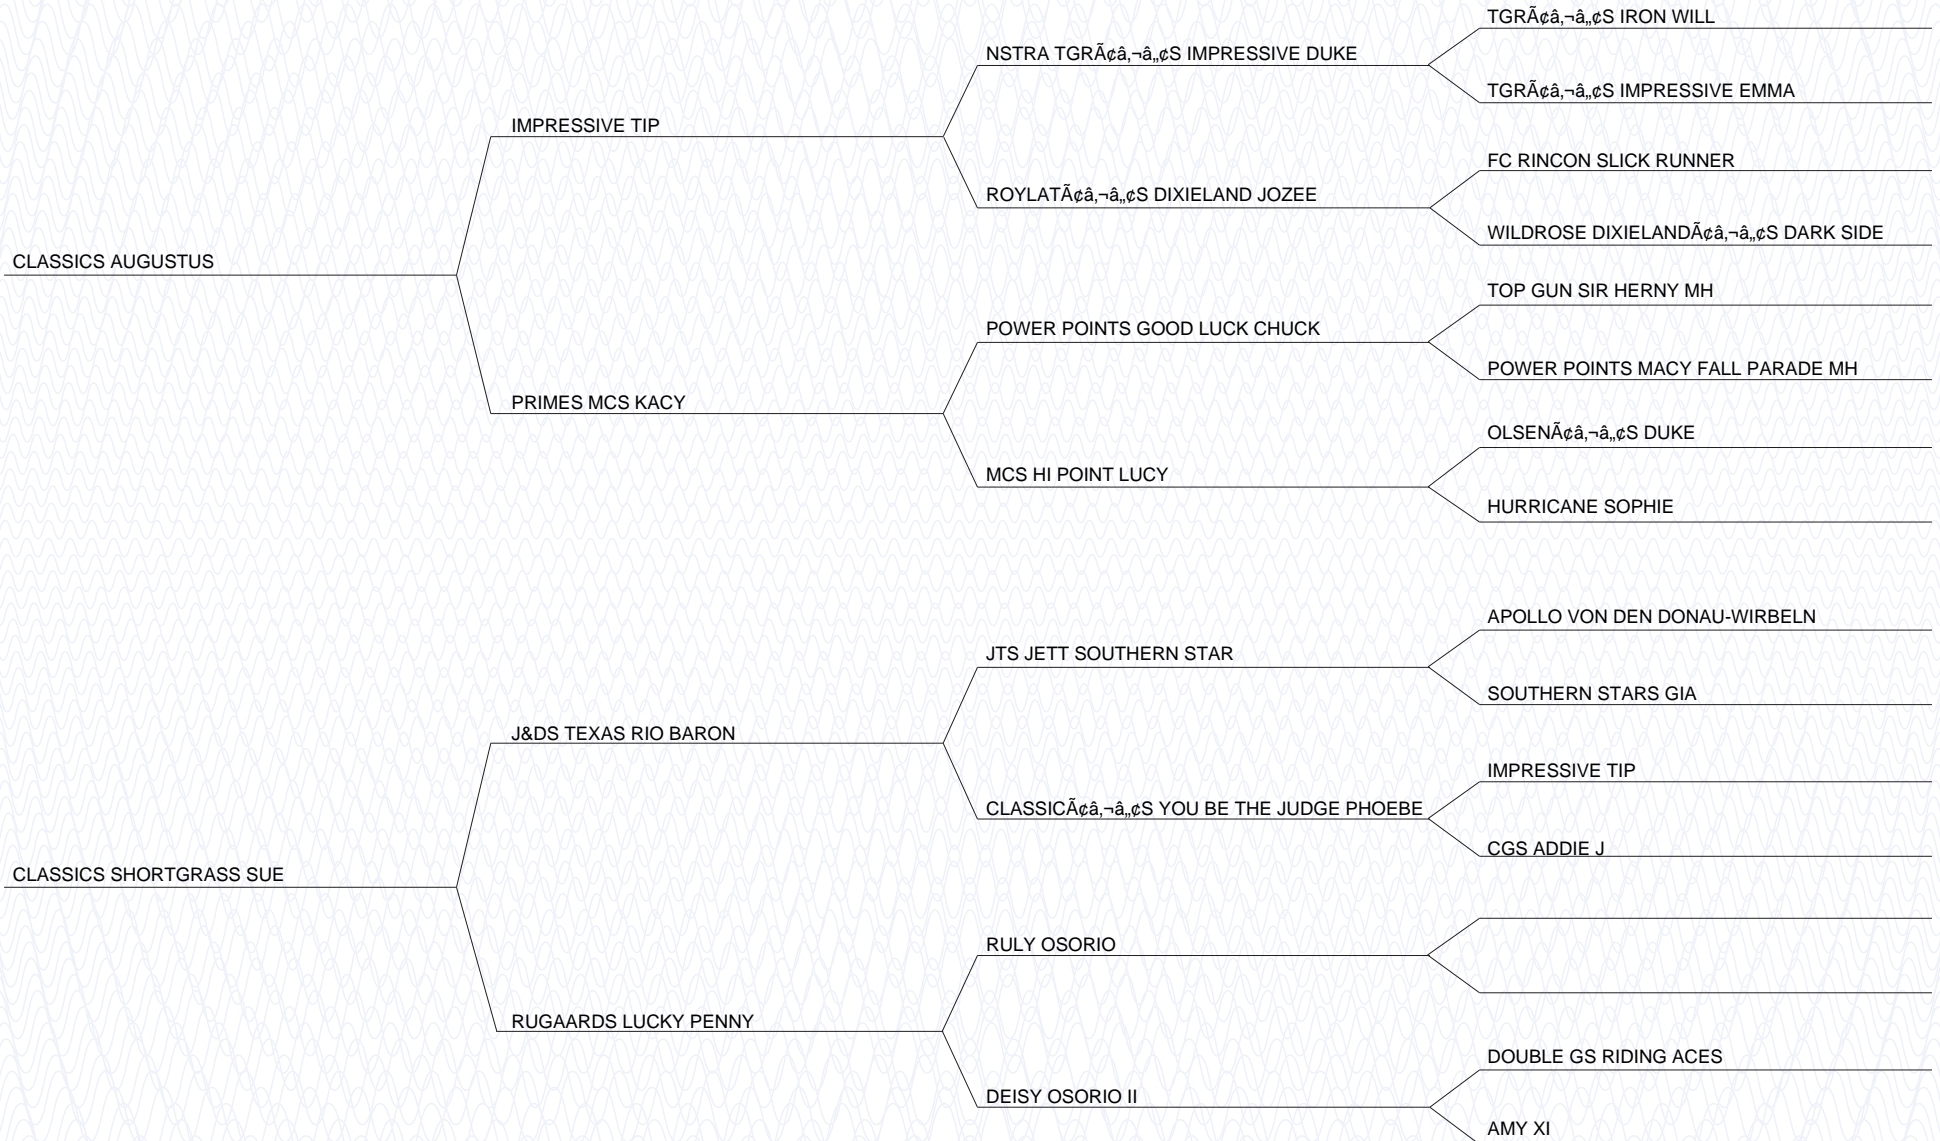 TGRÃ¢â‚¬â„¢S IRON WILL
NSTRA TGRÃ¢â‚¬â„¢S IMPRESSIVE DUKE
TGRÃ¢â‚¬â„¢S IMPRESSIVE EMMA
IMPRESSIVE TIP
FC RINCON SLICK RUNNER
ROYLATÃ¢â‚¬â„¢S DIXIELAND JOZEE
WILDROSE DIXIELANDÃ¢â‚¬â„¢S DARK SIDE
CLASSICS AUGUSTUS
TOP GUN SIR HERNY MH
POWER POINTS GOOD LUCK CHUCK
POWER POINTS MACY FALL PARADE MH
PRIMES MCS KACY
OLSENÃ¢â‚¬â„¢S DUKE
MCS HI POINT LUCY
HURRICANE SOPHIE
APOLLO VON DEN DONAU-WIRBELN
JTS JETT SOUTHERN STAR
SOUTHERN STARS GIA
J&DS TEXAS RIO BARON
IMPRESSIVE TIP
CLASSICÃ¢â‚¬â„¢S YOU BE THE JUDGE PHOEBE
CGS ADDIE J
CLASSICS SHORTGRASS SUE
RULY OSORIO
RUGAARDS LUCKY PENNY
DOUBLE GS RIDING ACES
DEISY OSORIO II
AMY XI